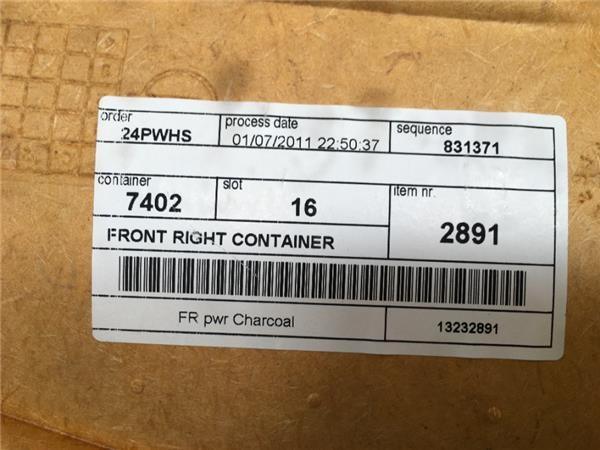 order process date sequence
24PWHS 01/07/2011 22:50:37 831371
container slot item nr.
7402 16 2891
FRONT RIGHT CONTAINER
FR pwr Charcoal 13232891